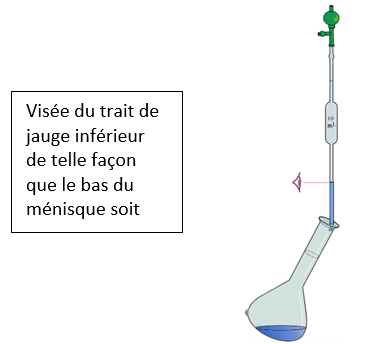 Visée du trait de
jauge inférieur
de telle façon
que le bas du
ménisque soit
10
ml